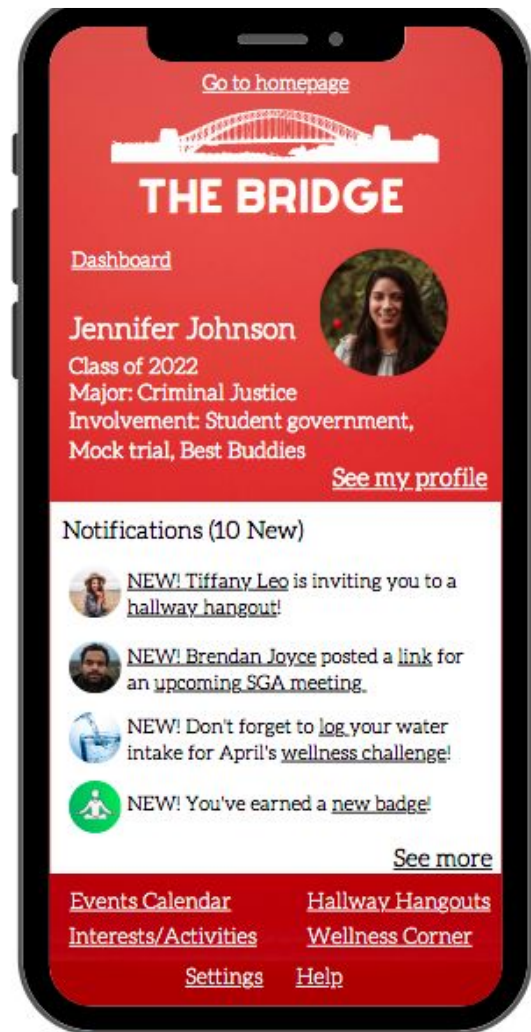 Go to homepage
THE BRIDGE
Dashboard
Jennifer Johnson
Class of 2022
Major: Criminal Justice
Involvement: Student government,
Mock trial, Best Buddies
See my profile
Notifications (10 New)
NEW! Tiffany Leo is inviting you to a
hallway hangout!
NEW! Brendan Joyce posted a link for
an upcoming SGA meeting
NEW! Don't forget to log your water
intake for April's wellness challenge!
NEW! You've earned a new badge!
See more
Events Calendar
Hallway Hangouts
Interests/Activities
Wellness Corner
Settings
Help